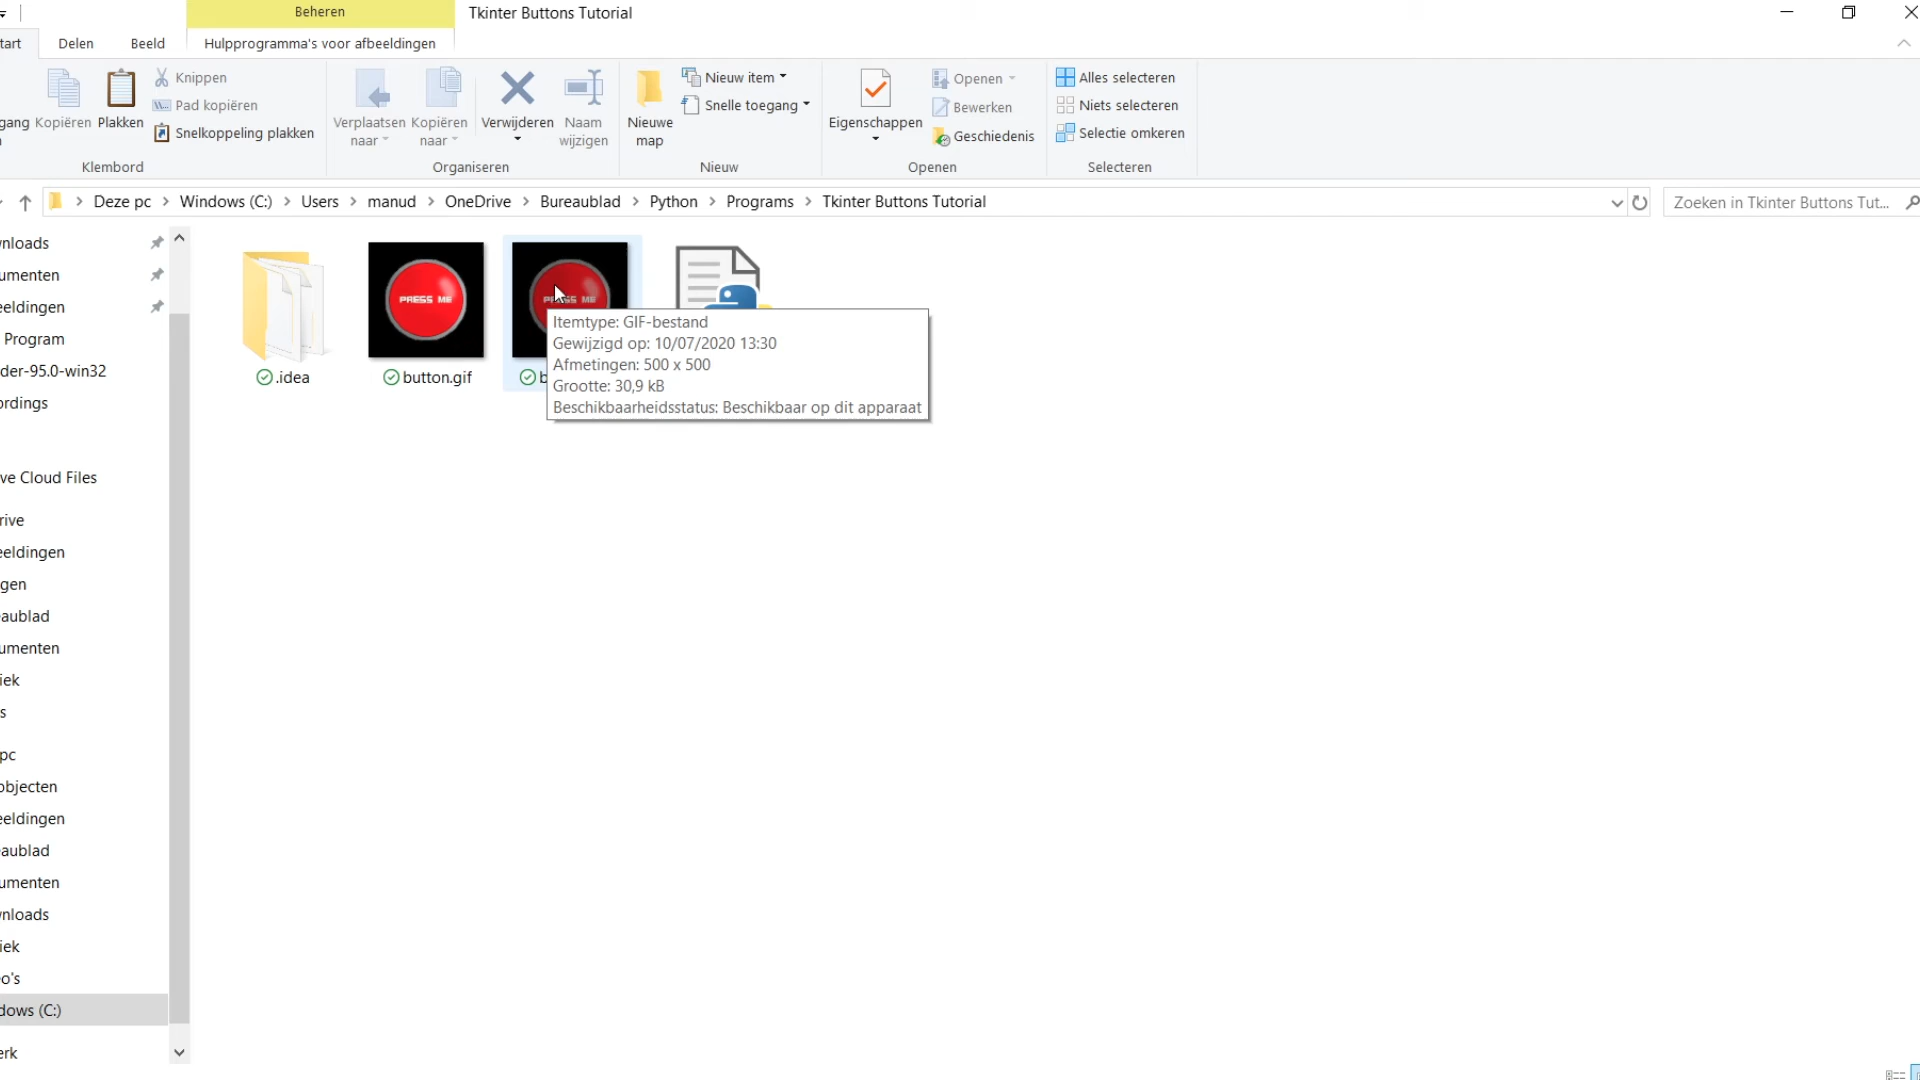 Beheren
Tkinter Buttons Tutorial
tart
Delen
Beeld
Hulpprogramma's voor afbeeldingen
gang
Kopiëren
Plakken
Knippen
Pad kopiëren
Snelkoppeling plakken
Klembord
Verplaatsen naar
Kopiëren naar
Verwijderen
Naam wijzigen
Organiseren
Nieuwe map
Nieuw item
Snelle toegang
Nieuw
Eigenschappen
Openen
Bewerken
Geschiedenis
Openen
Alles selecteren
Niets selecteren
Selectie omkeren
Selecteren
Deze pc > Windows (C:) > Users > manud > OneDrive > Bureaublad > Python > Programs > Tkinter Buttons Tutorial
Zoeken in Tkinter Buttons Tut...
nloads
umenten
eeldingen
Program
der-95.0-win32
ordings
ve Cloud Files
rive
eeldingen
gen
aublad
umenten
iek
s
pc
objecten
eeldingen
aublad
umenten
nloads
iek
o's
dows (C:)
erk
PRESS ME
PRESS ME
.idea
button.gif
b
Itemtype: GIF-bestand
Gewijzigd op: 10/07/2020 13:30
Afmetingen: 500 x 500
Grootte: 30,9 kB
Beschikbaarheidsstatus: Beschikbaar op dit apparaat